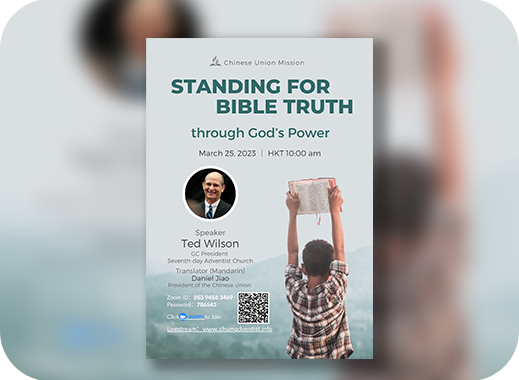 Chinese Union Mission
STANDING FOR
BIBLE TRUTH
through God's Power
March 25, 2023 | HKT 10:00 am
Speaker
Ted Wilson
GC President
Seventh-day Adventist Church
Translator (Mandarin)
Daniel Jiao
President of the Chinese Union
Zoom ID: 853 9458 3469
Password: 786543
Click zoom to Join
Livestream: www.chumadventist.info